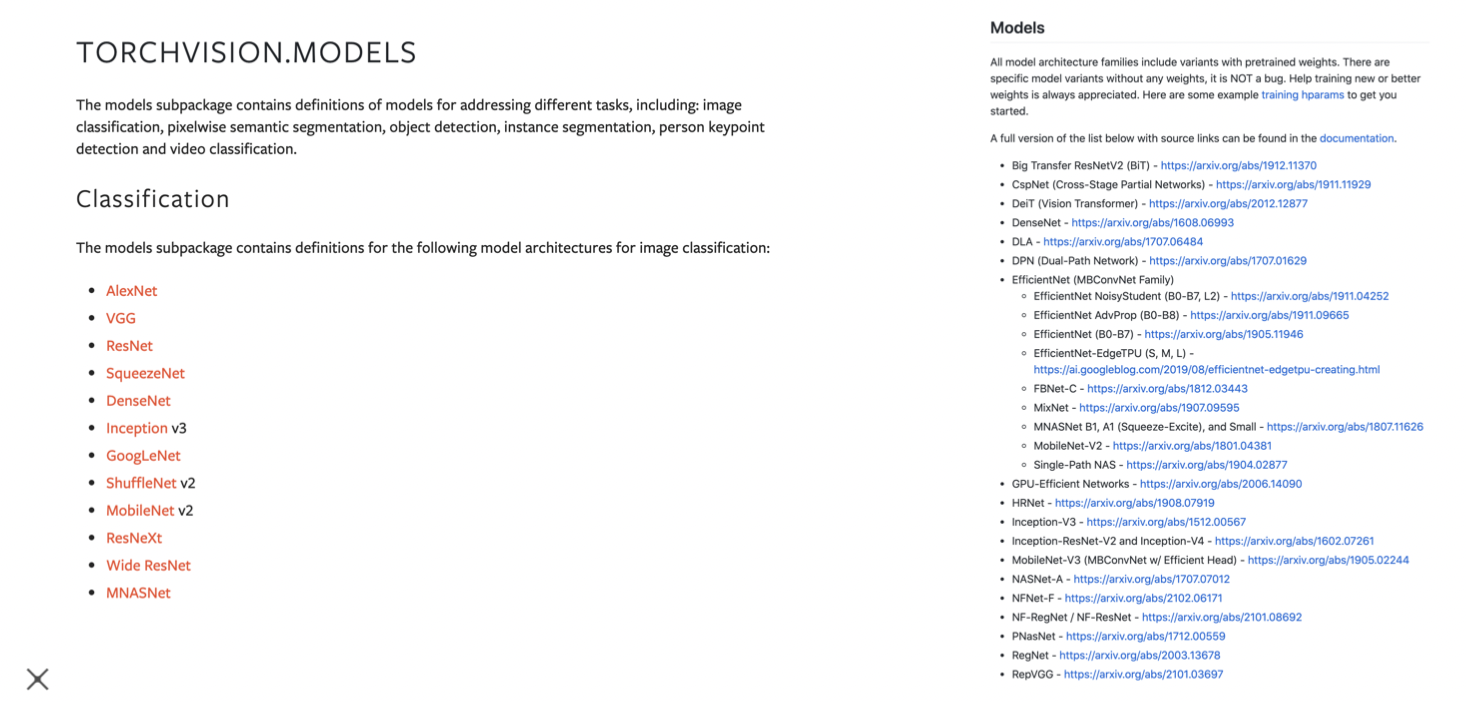 TORCHVISION.MODELS
The models subpackage contains definitions of models for addressing different tasks, including: image
classification, pixelwise semantic segmentation, object detection, instance segmentation, person keypoint
detection and video classification.
Classification
The models subpackage contains definitions for the following model architectures for image classification:
• AlexNet
• VGG
• ResNet
• SqueezeNet
• DenseNet
• Inception v3
• GoogLeNet
• ShuffleNet v2
• MobileNet v2
• ResNeXt
• Wide ResNet
• MNASNet
Models
All model architecture families include variants with pretrained weights. There are
specific model variants without any weights, it is NOT a bug. Help training new or better
weights is always appreciated. Here are some example training hparams to get you
started.
A full version of the list below with source links can be found in the documentation.
• Big Transfer ResNetV2 (BiT) - https://arxiv.org/abs/1912.11370
• CspNet (Cross-Stage Partial Networks) - https://arxiv.org/abs/1911.11929
• DeiT (Vision Transformer) - https://arxiv.org/abs/2012.12877
• DenseNet - https://arxiv.org/abs/1608.06993
• DLA - https://arxiv.org/abs/1707.06484
• DPN (Dual-Path Network) - https://arxiv.org/abs/1707.01629
• EfficientNet (MBConvNet Family)
◦ EfficientNet NoisyStudent (B0-B7, L2) - https://arxiv.org/abs/1911.04252
◦ EfficientNet AdvProp (B0-B8) - https://arxiv.org/abs/1911.09665
◦ EfficientNet (B0-B7) - https://arxiv.org/abs/1905.11946
◦ EfficientNet-EdgeTPU (S, M, L) -
https://ai.googleblog.com/2019/08/efficientnet-edgetpu-creating.html
◦ FBNet-C - https://arxiv.org/abs/1812.03443
◦ MixNet - https://arxiv.org/abs/1907.09595
◦ MNASNet B1, A1 (Squeeze-Excite), and Small - https://arxiv.org/abs/1807.11626
◦ MobileNet-V2 - https://arxiv.org/abs/1801.04381
◦ Single-Path NAS - https://arxiv.org/abs/1904.02877
• GPU-Efficient Networks - https://arxiv.org/abs/2006.14090
• HRNet - https://arxiv.org/abs/1908.07919
• Inception-V3 - https://arxiv.org/abs/1512.00567
• Inception-ResNet-V2 and Inception-V4 - https://arxiv.org/abs/1602.07261
• MobileNet-V3 (MBConvNet w/ Efficient Head) - https://arxiv.org/abs/1905.02244
• NASNet-A - https://arxiv.org/abs/1707.07012
• NFNet-F - https://arxiv.org/abs/2102.06171
• NF-RegNet / NF-ResNet - https://arxiv.org/abs/2101.08692
• PNasNet - https://arxiv.org/abs/1712.00559
• RegNet - https://arxiv.org/abs/2003.13678
• RepVGG - https://arxiv.org/abs/2101.03697